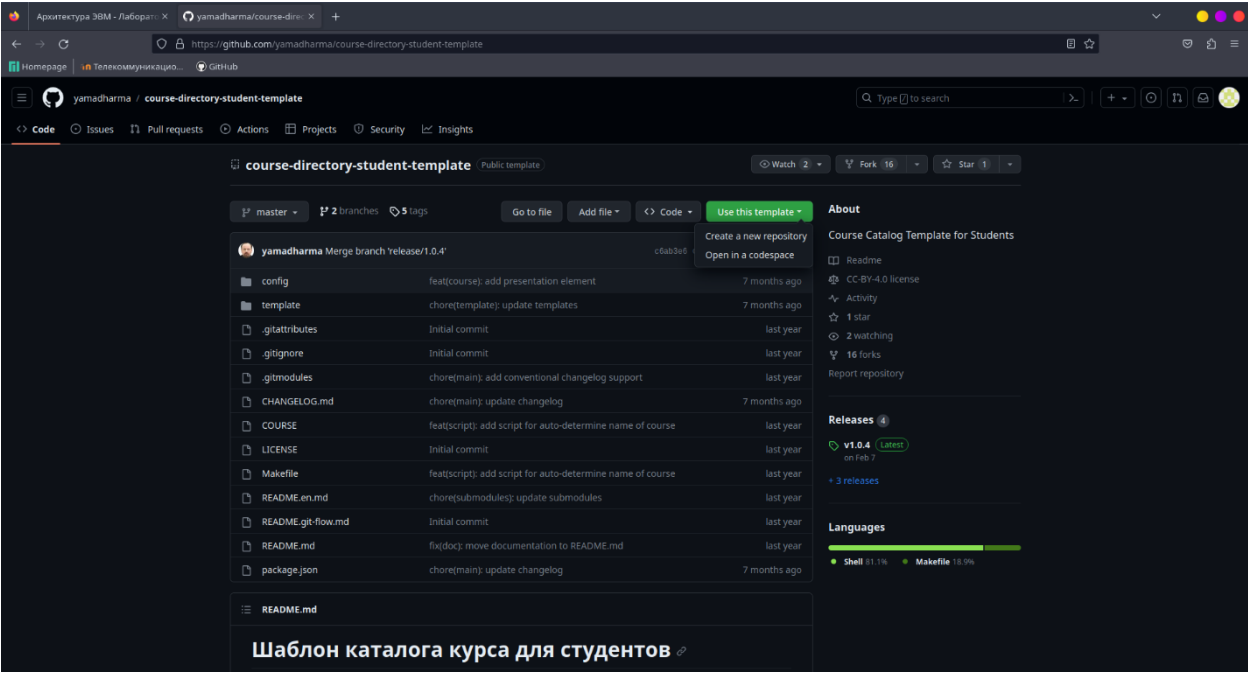 Архитектура ЭВМ - Лаборато
yamadharma/course-direc
https://github.com/yamadharma/course-directory-student-template
Homepage
Телекоммуникацио...
GitHub
yamadharma / course-directory-student-template
Type / to search
Code
Issues
Pull requests
Actions
Projects
Security
Insights
course-directory-student-template Public template
Watch 2
Fork 16
Star 1
master
2 branches
5 tags
Go to file
Add file
Code
Use this template
Create a new repository
Open in a codespace
yamadharma Merge branch 'release/1.0.4' c6ab3e6
config feat(course): add presentation element 7 months ago
template chore(template): update templates 7 months ago
.gitattributes Initial commit last year
.gitignore Initial commit last year
.gitmodules chore(main): add conventional changelog support last year
CHANGELOG.md chore(main): update changelog 7 months ago
COURSE feat(script): add script for auto-determine name of course last year
LICENSE Initial commit last year
Makefile feat(script): add script for auto-determine name of course last year
README.en.md chore(submodules): update submodules last year
README.git-flow.md Initial commit last year
README.md fix(doc): move documentation to README.md last year
package.json chore(main): update changelog 7 months ago
README.md
Шаблон каталога курса для студентов
About
Course Catalog Template for Students
Readme
CC-BY-4.0 license
Activity
1 star
2 watching
16 forks
Report repository
Releases 4
v1.0.4 Latest
on Feb 7
+ 3 releases
Languages
Shell 81.1%
Makefile 18.9%